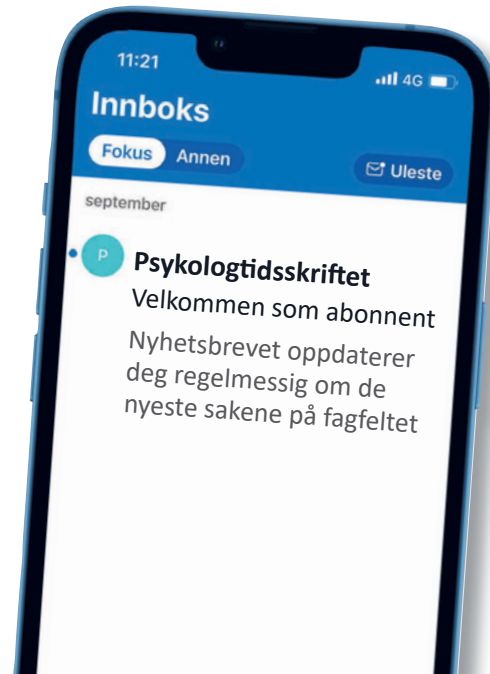 11:21
4G
Innboks
Fokus
Annen
Uleste
september
P
Psykologtidsskriftet
Velkommen som abonnent
Nyhetsbrevet oppdaterer
deg regelmessig om de
nyeste sakene på fagfeltet